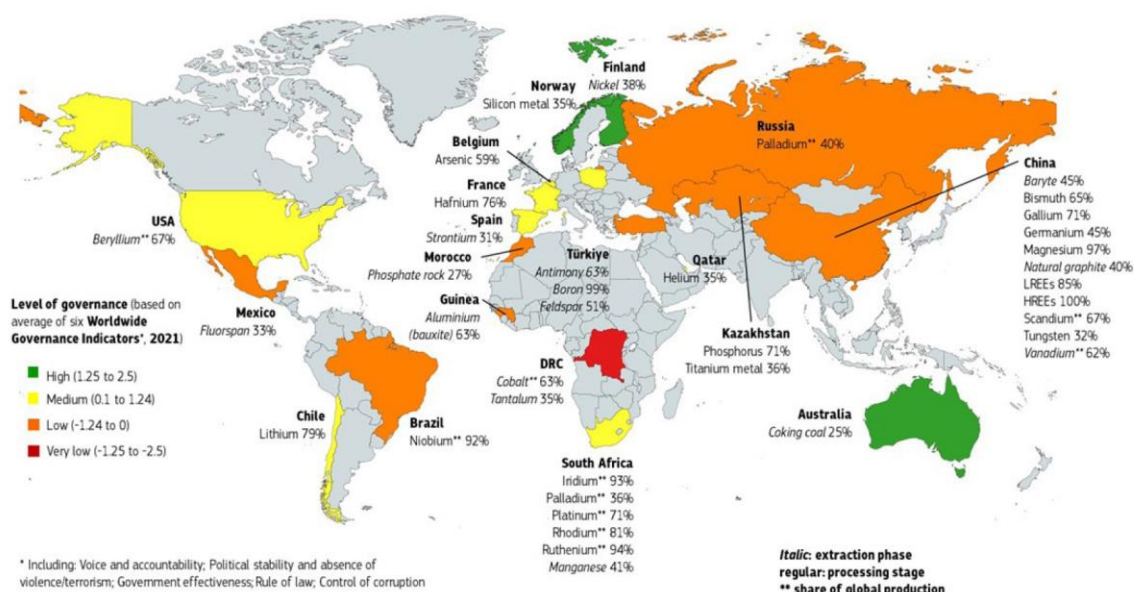 Finland
Nickel 38%
Norway
Silicon metal 35%
Belgium
Arsenic 59%
France
Hafnium 76%
Spain
Strontium 31%
Morocco
Phosphate rock 27%
Russia
Palladium** 40%
China
Baryte 45%
Bismuth 65%
Gallium 71%
Germanium 45%
Magnesium 97%
Natural graphite 40%
LREEs 85%
HREEs 100%
Scandium** 67%
Tungsten 32%
Vanadium** 62%
USA
Beryllium** 67%
Türkiye
Antimony 63%
Boron 99%
Feldspar 51%
Qatar
Helium 35%
Guinea
Aluminium
(bauxite) 63%
Mexico
Fluorspan 33%
Kazakhstan
Phosphorus 71%
Titanium metal 36%
DRC
Cobalt** 63%
Tantalum 35%
Level of governance (based on
average of six Worldwide
Governance Indicators*, 2021)
High (1.25 to 2.5)
Medium (0.1 to 1.24)
Low (-1.24 to 0)
Very low (-1.25 to -2.5)
Chile
Lithium 79%
Brazil
Niobium** 92%
Australia
Coking coal 25%
South Africa
Iridium** 93%
Palladium** 36%
Platinum** 71%
Rhodium** 81%
Ruthenium** 94%
Manganese 41%
* Including: Voice and accountability; Political stability and absence of
violence/terrorism; Government effectiveness; Rule of law; Control of corruption
Italic: extraction phase
regular: processing stage
** share of global production